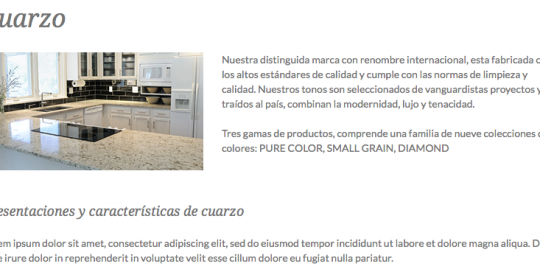 uarzo
Nuestra distinguida marca con renombre internacional, esta fabricada
los altos estándares de calidad y cumple con las normas de limpieza y
calidad. Nuestros tonos son seleccionados de vanguardistas proyectos y
traídos al país, combinan la modernidad, lujo y tenacidad.
Tres gamas de productos, comprende una familia de nueve colecciones
colores: PURE COLOR, SMALL GRAIN, DIAMOND
esentaciones y características de cuarzo
em ipsum dolor sit amet, consectetur adipiscing elit, sed do eiusmod tempor incididunt ut labore et dolore magna aliqua. D
e irure dolor in reprehenderit in voluptate velit esse cillum dolore eu fugiat nulla pariatur.